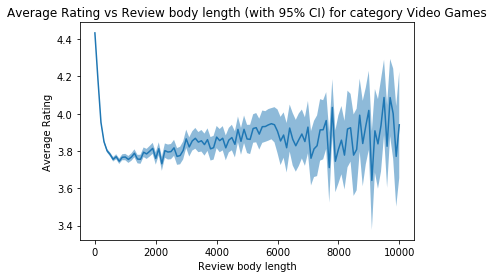 Average Rating vs Review body length (with 95% CI) for category Video Games
Average Rating
4.4
4.2
4.0
3.8
3.6
3.4
0 2000 4000 6000 8000 10000
Review body length